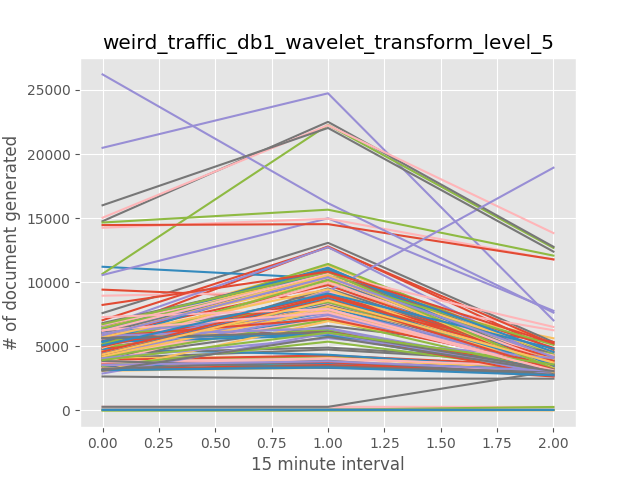 weird_traffic_db1_wavelet_transform_level_5
25000
20000
15000
10000
5000
0
# of document generated
0.00 0.25 0.50 0.75 1.00 1.25 1.50 1.75 2.00
15 minute interval